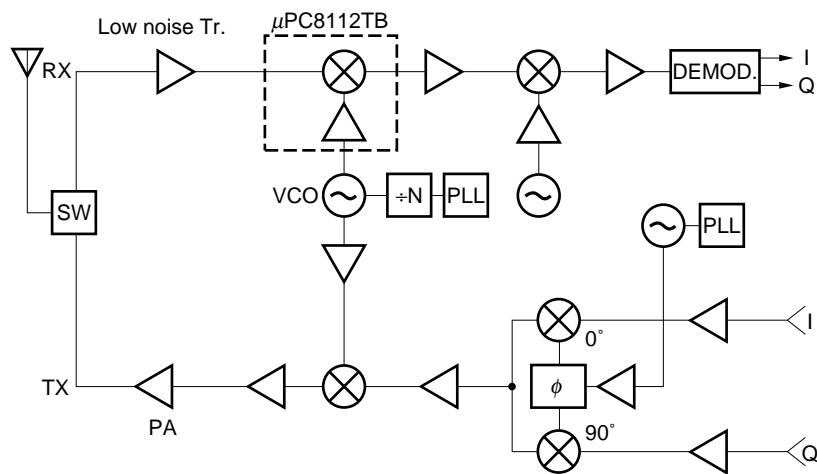 μPC8112TB
Low noise Tr.
RX
DEMOD.
I
Q
SW
VCO
÷N
PLL
PLL
I
0°
TX
PA
ϕ
90°
Q